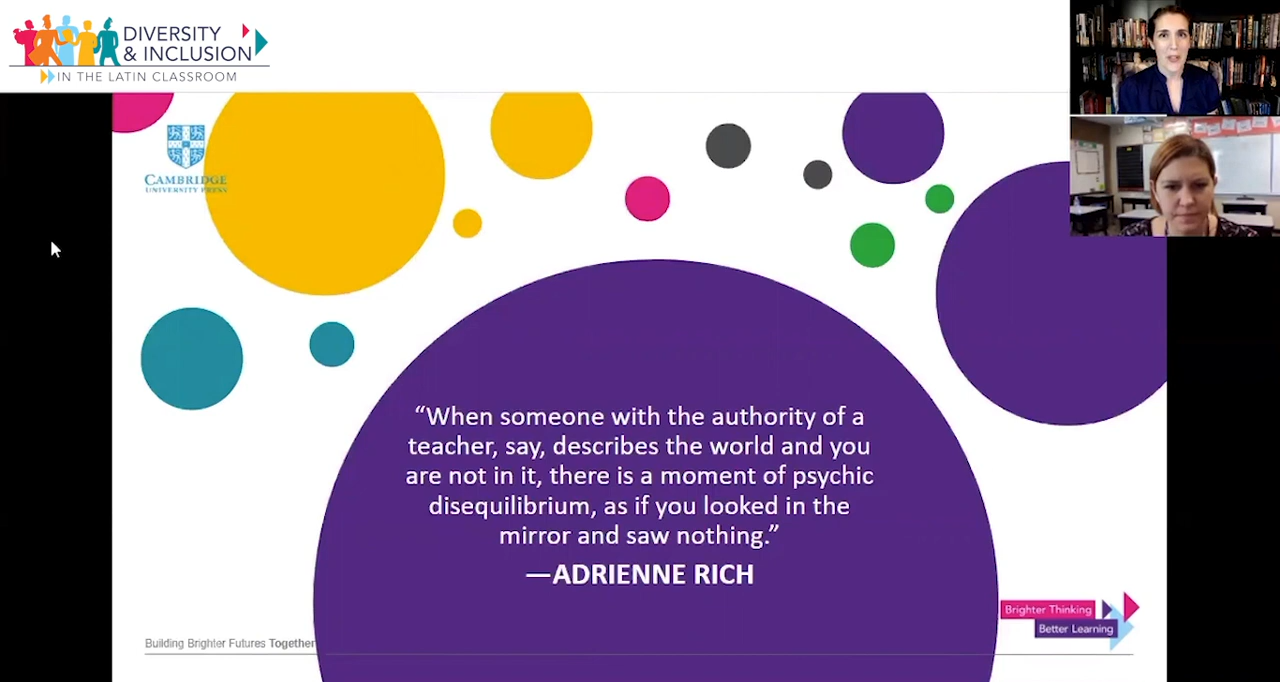 DIVERSITY
& INCLUSION
IN THE LATIN CLASSROOM
CAMBRIDGE
UNIVERSITY PRESS
“When someone with the authority of a
teacher, say, describes the world and you
are not in it, there is a moment of psychic
disequilibrium, as if you looked in the
mirror and saw nothing.”
—ADRIENNE RICH
Brighter Thinking
Better Learning
Building Brighter Futures Together